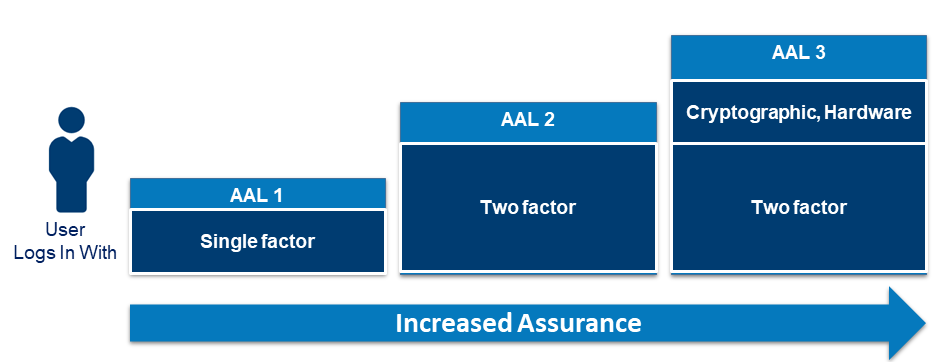 User
Logs In With
AAL 1
Single factor
AAL 2
Two factor
AAL 3
Cryptographic, Hardware
Two factor
Increased Assurance